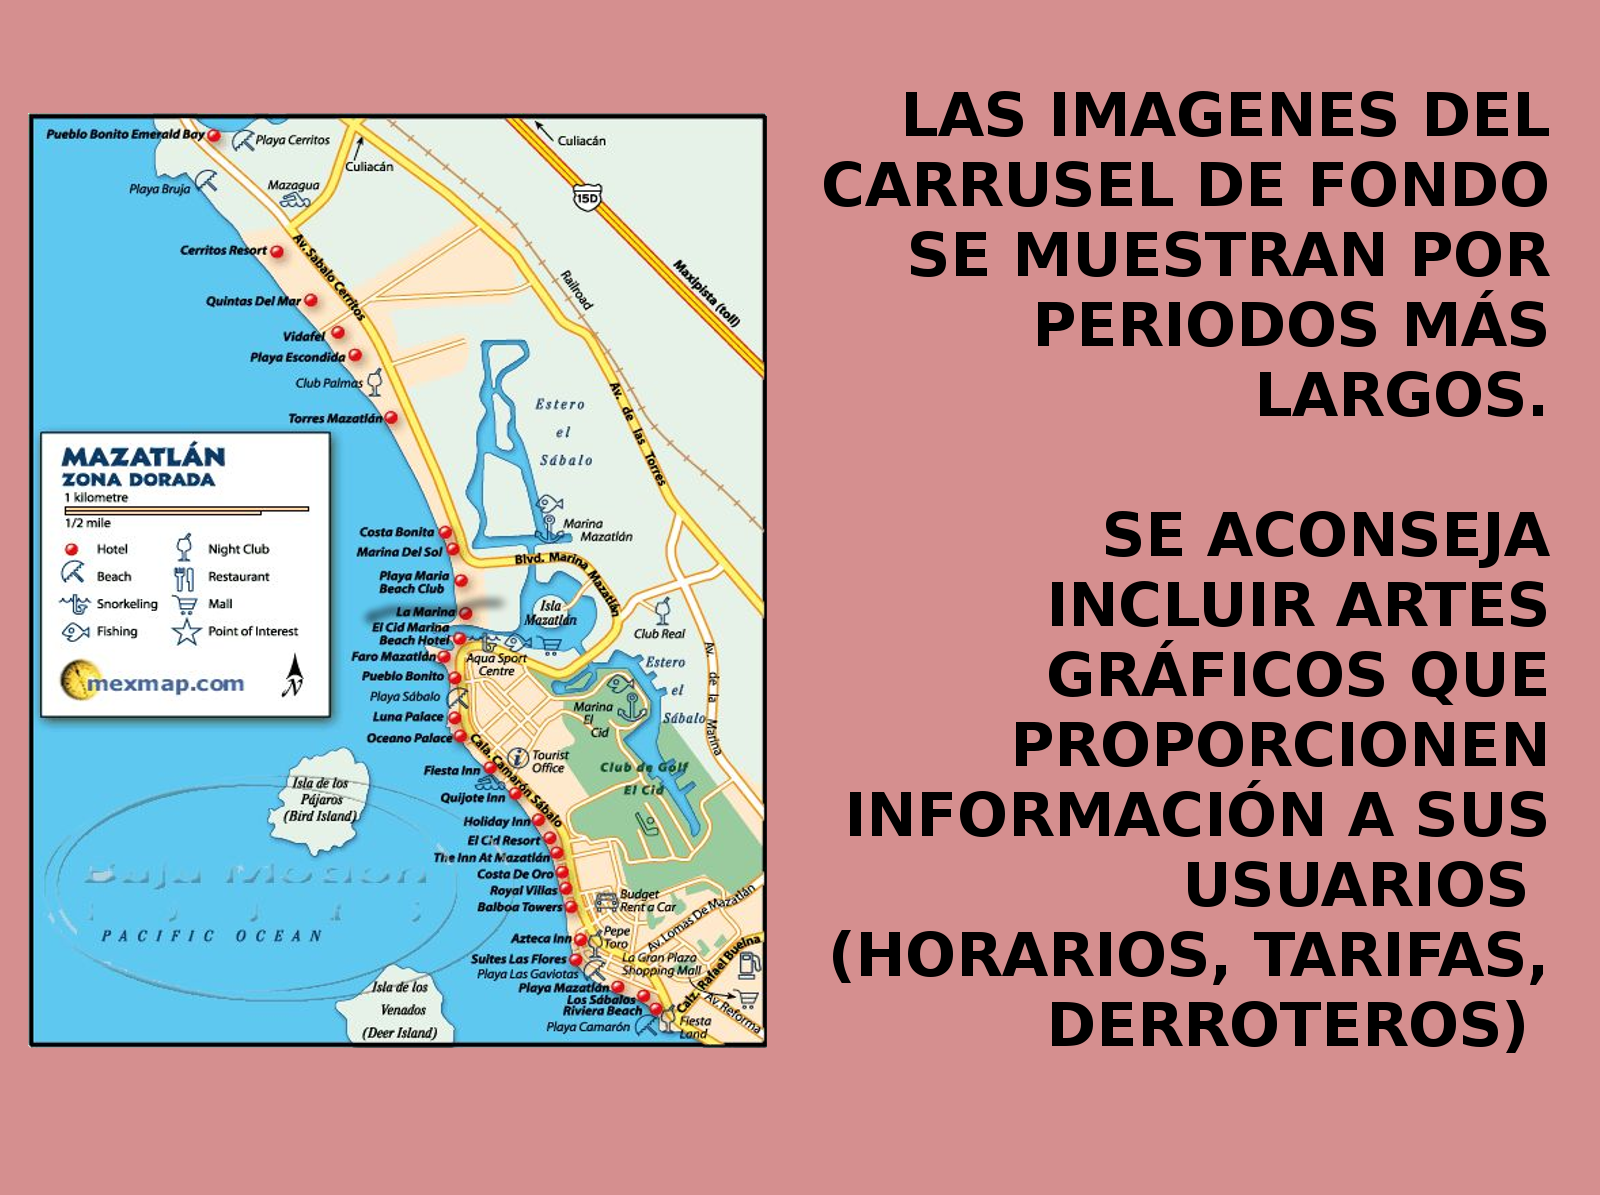 LAS IMAGENES DEL
CARRUSEL DE FONDO
SE MUESTRAN POR
PERIODOS MÁS
LARGOS.
SE ACONSEJA
INCLUIR ARTES
GRÁFICOS QUE
PROPORCIONEN
INFORMACIÓN A SUS
USUARIOS
(HORARIOS, TARIFAS,
DERROTEROS)
Pueblo Bonito Emerald Bay
Playa Cerritos
Culiacán
Culiacán
Playa Bruja
Mazagua
15D
Cerritos Resort
Av. Sabalo Cerritos
Railroad
Maxipista (toll)
Quintas Del Mar
Vidafel
Playa Escondida
Club Palmas
Torres Mazatlán
Av. de las Torres
Estero
el
Sábalo
MAZATLÁN
ZONA DORADA
1 kilometre
1/2 mile
Hotel
Night Club
Beach
Restaurant
Snorkeling
Mall
Fishing
Point of Interest
mexmap.com
N
Marina
Mazatlán
Costa Bonita
Marina Del Sol
Blvd. Marina Mazatlán
Playa Maria
Beach Club
La Marina
Isla
Mazatlán
El Cid Marina
Beach Hotel
Club Real
Faro Mazatlán
Aqua Sport
Centre
Pueblo Bonito
Playa Sábalo
Estero
el
Sábalo
Av. de la Marina
Luna Palace
Marina
El
Cid
Oceano Palace
Cala. Camarón Sábalo
Tourist
Office
Fiesta Inn
Club de Golf
El Cid
Quijote Inn
Isla de los
Pájaros
(Bird Island)
Holiday Inn
El Cid Resort
The Inn At Mazatlán
Costa De Oro
Royal Villas
Balboa Towers
Budget
Rent a Car
Av. Lomas De Mazatlán
Baja Motion
PACIFIC OCEAN
Azteca Inn
Pepe
Toro
Suites Las Flores
La Gran Plaza
Shopping Mall
Calz. Rafael Buelna
Playa Las Gaviotas
Playa Mazatlán
Los Sábalos
Riviera Beach
Av. Reforma
Playa Camarón
Fiesta
Land
Isla de los
Venados
(Deer Island)